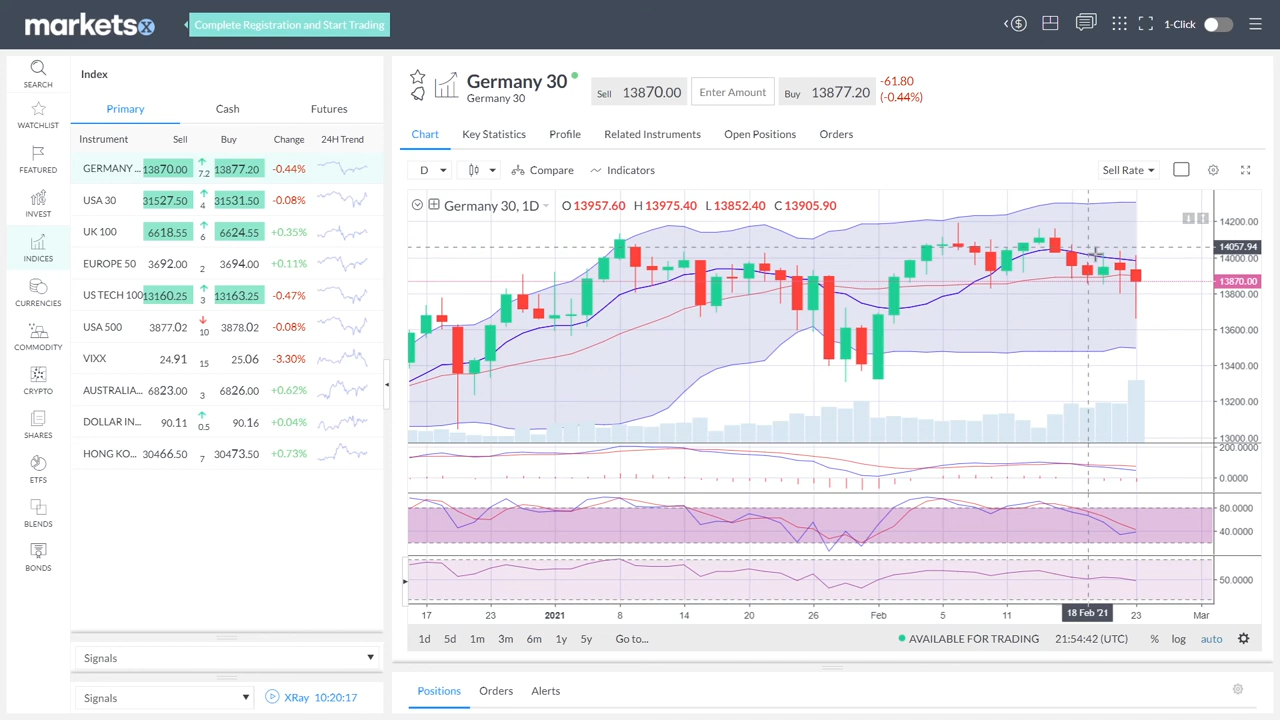 marketsx
Complete Registration and Start Trading
1-Click
SEARCH
WATCHLIST
FEATURED
INVEST
INDICES
CURRENCIES
COMMODITY
CRYPTO
SHARES
ETFS
BLENDS
BONDS
Index
Primary Cash Futures
Instrument Sell Buy Change 24H Trend
GERMANY ... 13870.00 7.2 13877.20 -0.44%
USA 30 31527.50 4 31531.50 -0.08%
UK 100 6618.55 6 6624.55 +0.35%
EUROPE 50 3692.00 2 3694.00 +0.11%
US TECH 100 13160.25 3 13163.25 -0.47%
USA 500 3877.02 10 3878.02 -0.08%
VIXX 24.91 15 25.06 -3.30%
AUSTRALIA... 6823.00 3 6826.00 +0.62%
DOLLAR IN... 90.11 0.5 90.16 +0.04%
HONG KO... 30466.50 7 30473.50 +0.73%
Signals
Signals XRay 10:20:17
Germany 30
Germany 30
Sell 13870.00 Enter Amount Buy 13877.20 -61.80
(-0.44%)
Chart Key Statistics Profile Related Instruments Open Positions Orders
D Compare Indicators Sell Rate
Germany 30, 1D O 13957.60 H 13975.40 L 13852.40 C 13905.90
14200.00
14057.94
14000.00
13870.00
13800.00
13600.00
13400.00
13200.00
13000.00
200.0000
0.0000
80.0000
40.0000
50.0000
17 23 2021 8 14 20 26 Feb 5 11 18 Feb '21 23 Mar
1d 5d 1m 3m 6m 1y 5y Go to... AVAILABLE FOR TRADING 21:54:42 (UTC) % log auto
Positions Orders Alerts